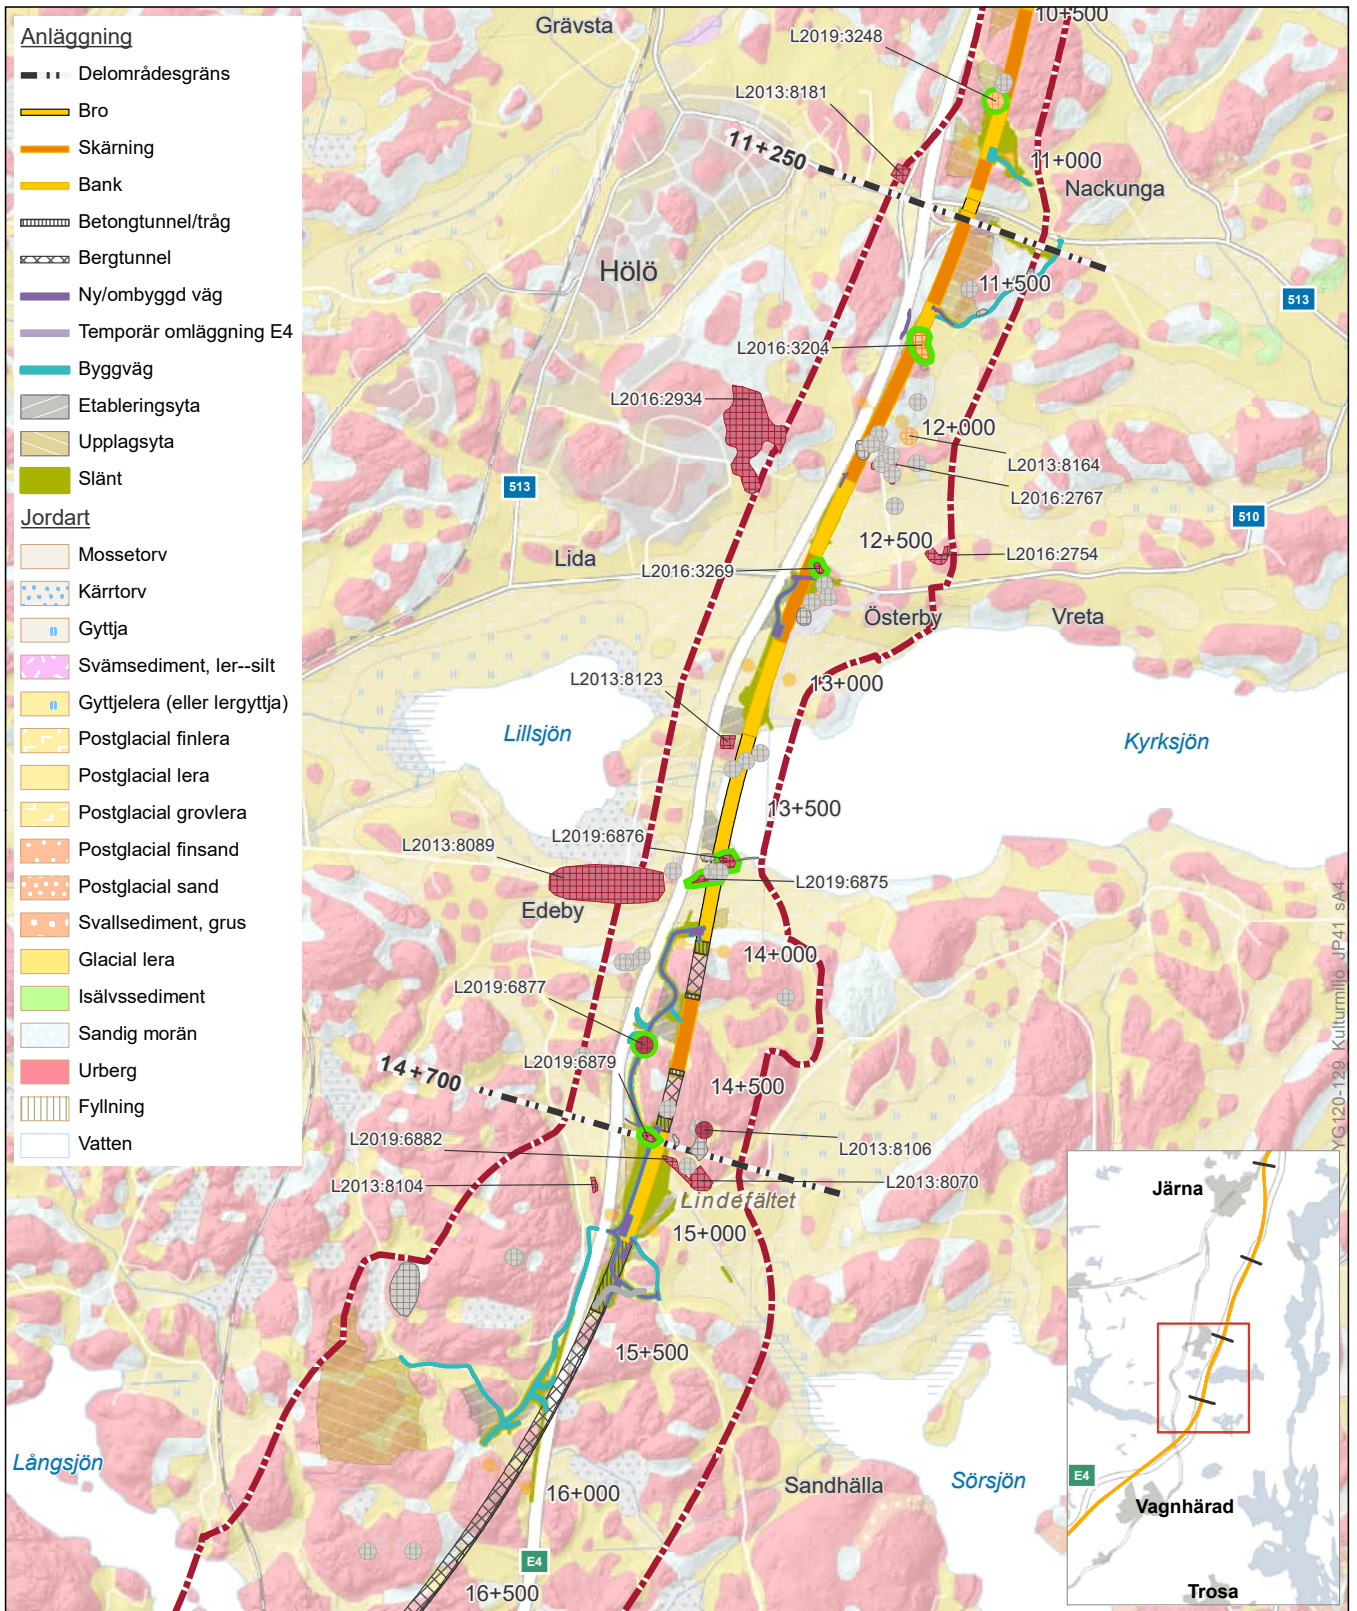 Anläggning
Delområdesgräns
Bro
Skärning
Bank
Betongtunnel/tråg
Bergtunnel
Ny/ombyggd väg
Temporär omläggning E4
Byggväg
Etableringsyta
Upplagsyta
Slänt
Jordart
Mossetorv
Kärrtorv
Gyttja
Svämsediment, ler--silt
Gyttjelera (eller lergyttja)
Postglacial finlera
Postglacial lera
Postglacial grovlera
Postglacial finsand
Postglacial sand
Svallsediment, grus
Glacial lera
Isälvssediment
Sandig morän
Urberg
Fyllning
Vatten
Grävsta
10+500
L2019:3248
L2013:8181
11+250
11+000
Nackunga
Hölö
11+500
513
L2016:3204
L2016:2934
12+000
L2013:8164
513
L2016:2767
510
12+500
L2016:2754
Lida
L2016:3269
Österby
Vreta
L2013:8123
13+000
Lillsjön
Kyrksjön
13+500
L2019:6876
L2013:8089
L2019:6875
Edeby
14+000
L2019:6877
L2019:6879
14+700
14+500
L2019:6882
L2013:8106
L2013:8104
L2013:8070
Lindefältet
15+000
15+500
Långsjön
Sandhälla
Sörsjön
16+000
E4
16+500
YG120-129 Kulturmiljö JP41 sA4
Järna
E4
Vagnhärad
Trosa